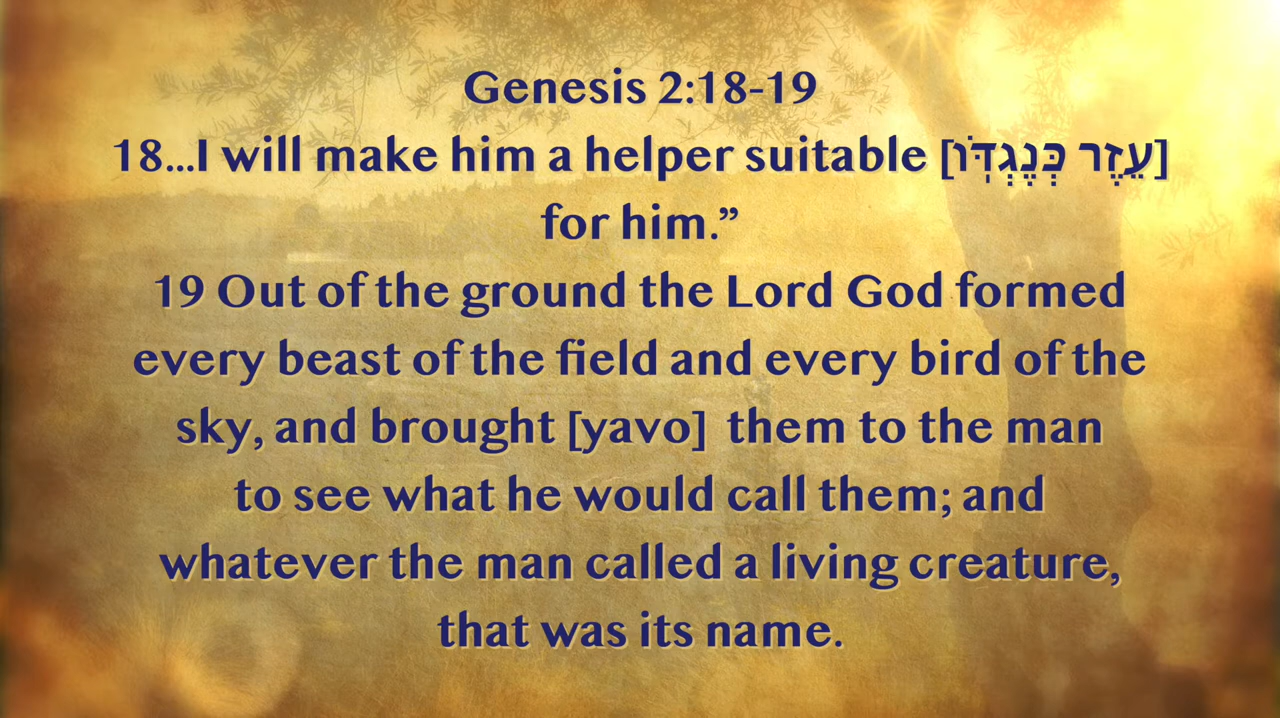 Genesis 2:18-19
18...I will make him a helper suitable [עֵזֶר כְּנֶגְדּֽוֹ]
for him.”
19 Out of the ground the Lord God formed
every beast of the field and every bird of the
sky, and brought [yavo] them to the man
to see what he would call them; and
whatever the man called a living creature,
that was its name.